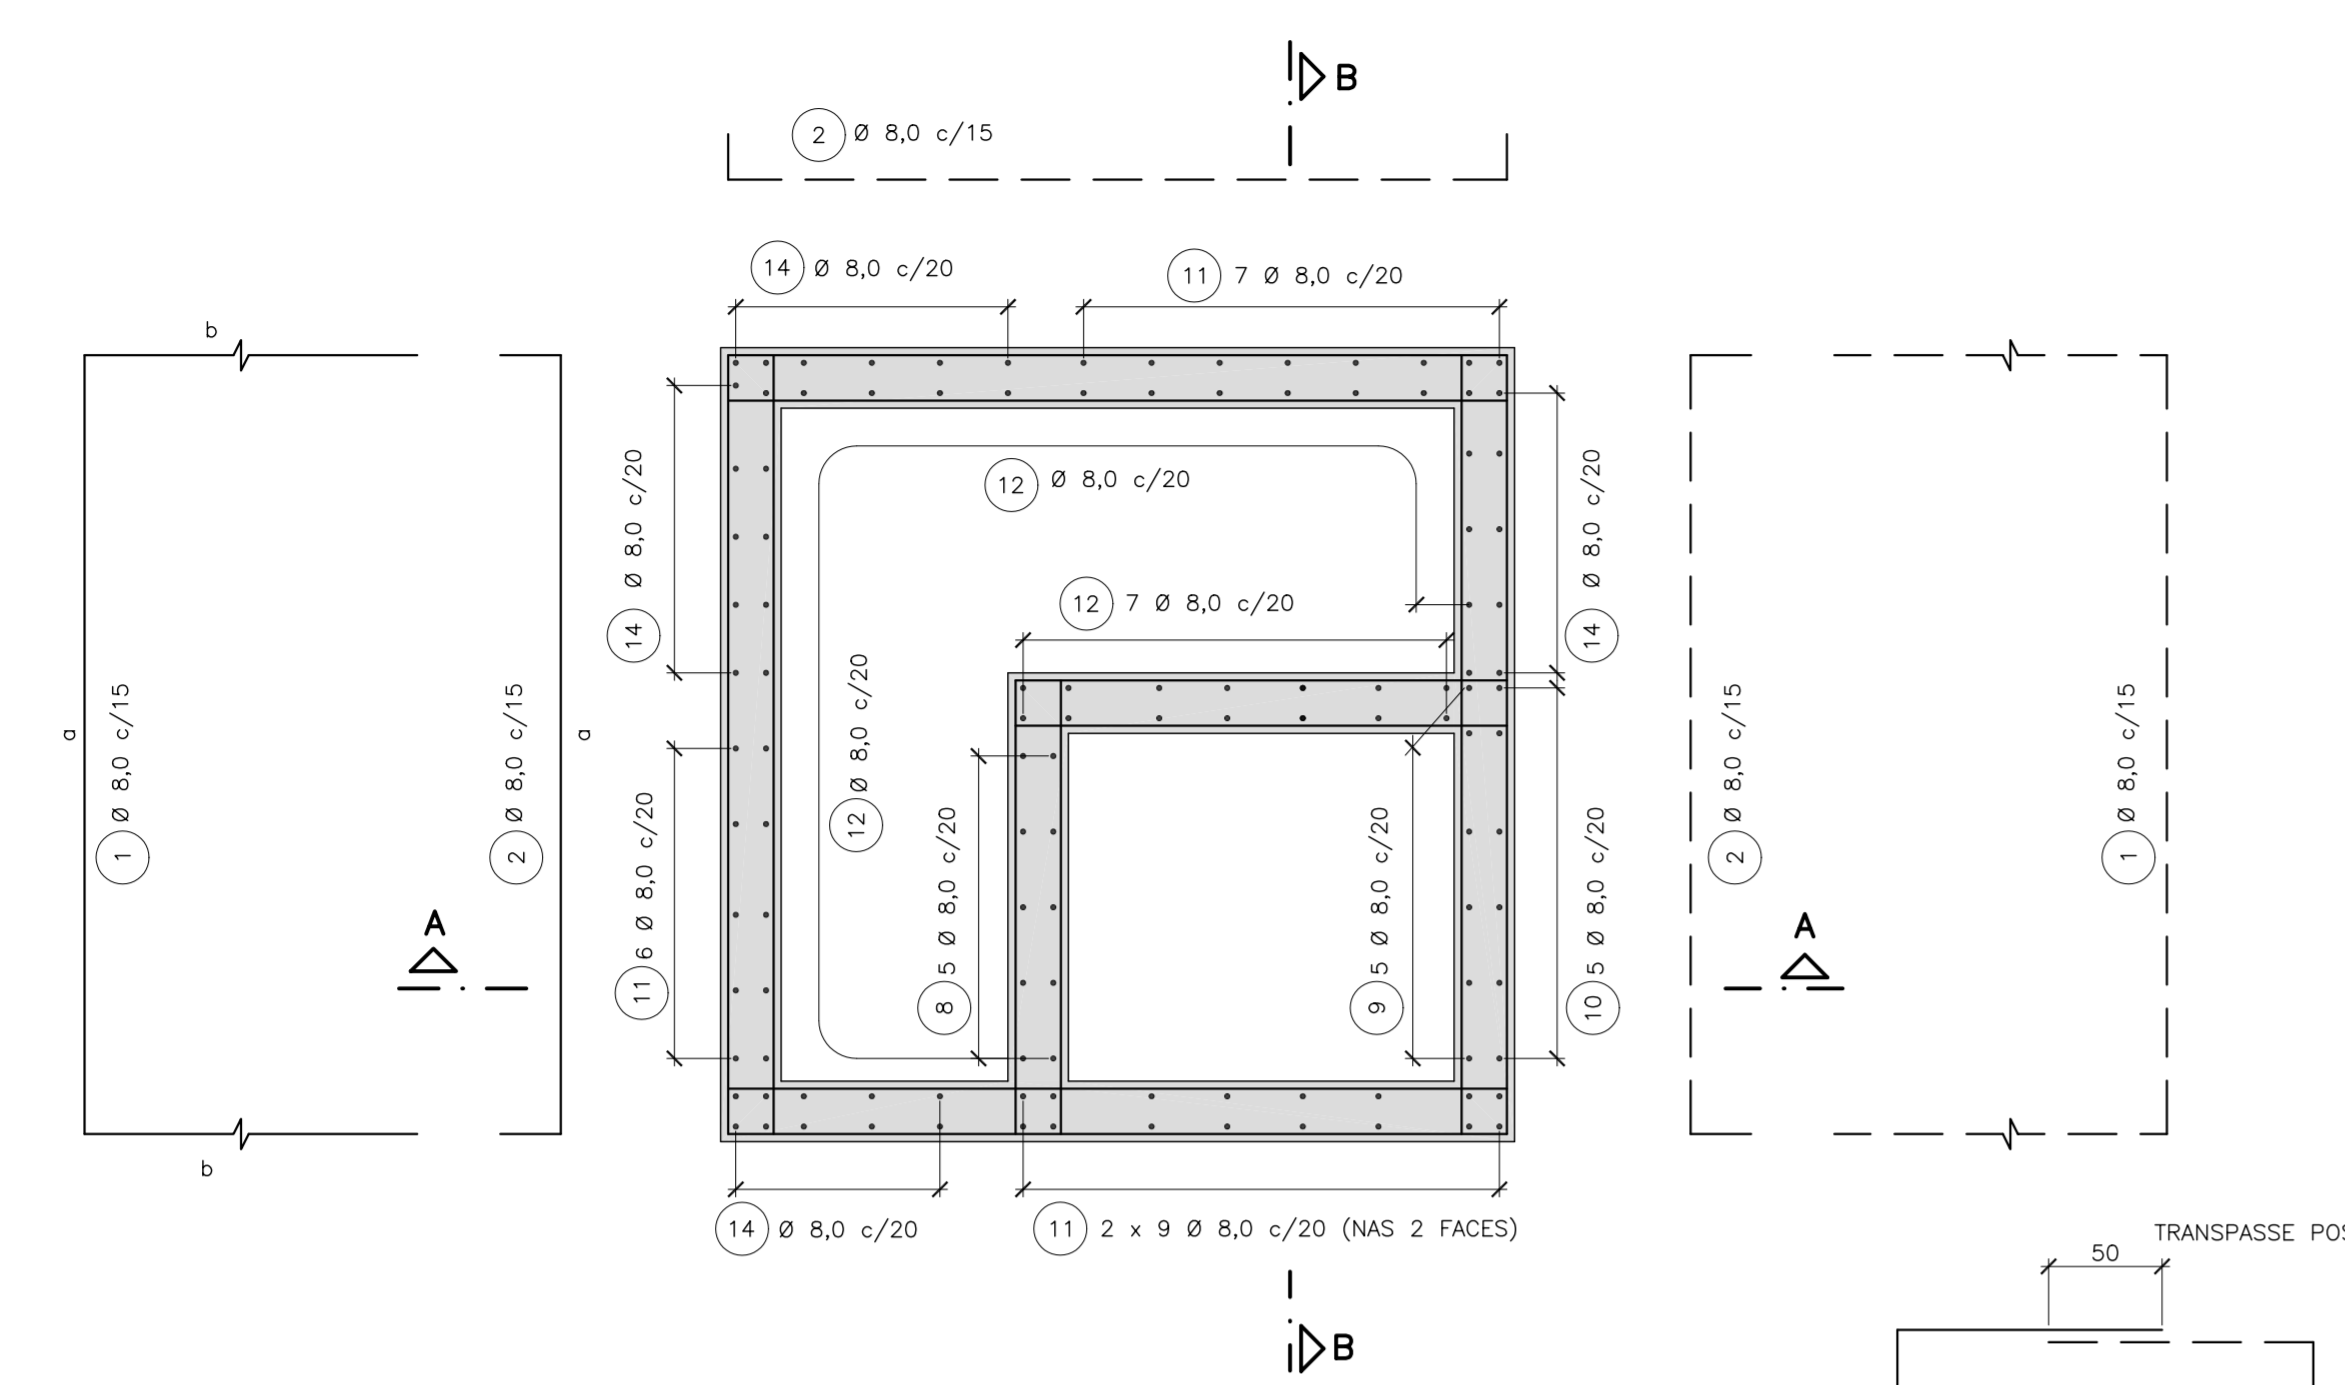 B
2 Ø 8,0 c/15
14 Ø 8,0 c/20
11 7 Ø 8,0 c/20
b
12 Ø 8,0 c/20
14 Ø 8,0 c/20
14 Ø 8,0 c/20
12 7 Ø 8,0 c/20
a
1 Ø 8,0 c/15
2 Ø 8,0 c/15
a
12 Ø 8,0 c/20
2 Ø 8,0 c/15
1 Ø 8,0 c/15
11 6 Ø 8,0 c/20
8 5 Ø 8,0 c/20
9 5 Ø 8,0 c/20
10 5 Ø 8,0 c/20
A
A
b
14 Ø 8,0 c/20
11 2 x 9 Ø 8,0 c/20 (NAS 2 FACES)
TRANSPASSE
50
B